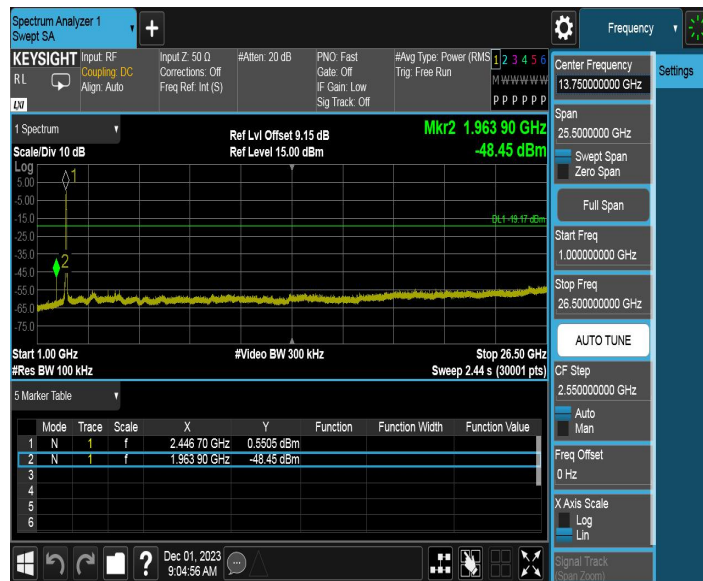 Spectrum Analyzer 1
Swept SA
+
Frequency
KEYSIGHT
RL
LXI
Input: RF
Coupling: DC
Align: Auto
Input Z: 50 Ω
Corrections: Off
Freq Ref: Int (S)
#Atten: 20 dB
PNO: Fast
Gate: Off
IF Gain: Low
Sig Track: Off
#Avg Type: Power (RMS
Trig: Free Run
1 2 3 4 5 6
M W W W W W
P P P P P P
Center Frequency
13.750000000 GHz
Settings
Span
25.5000000 GHz
Swept Span
Zero Span
Full Span
Start Freq
1.000000000 GHz
Stop Freq
26.500000000 GHz
AUTO TUNE
CF Step
2.550000000 GHz
Auto
Man
Freq Offset
0 Hz
X Axis Scale
Log
Lin
Signal Track
(Span Zoom)
1 Spectrum
Scale/Div 10 dB
Ref Lvl Offset 9.15 dB
Ref Level 15.00 dBm
Mkr2 1.963 90 GHz
-48.45 dBm
Log
5.00
-5.00
-15.0
-25.0
-35.0
-45.0
-55.0
-65.0
-75.0
1
2
DL1 -19.17 dBm
Start 1.00 GHz
#Res BW 100 kHz
#Video BW 300 kHz
Stop 26.50 GHz
Sweep 2.44 s (30001 pts)
5 Marker Table
Mode Trace Scale X Y Function Function Width Function Value
1 N 1 f 2.446 70 GHz 0.5505 dBm
2 N 1 f 1.963 90 GHz -48.45 dBm
3
4
5
6
?
Dec 01, 2023
9:04:56 AM